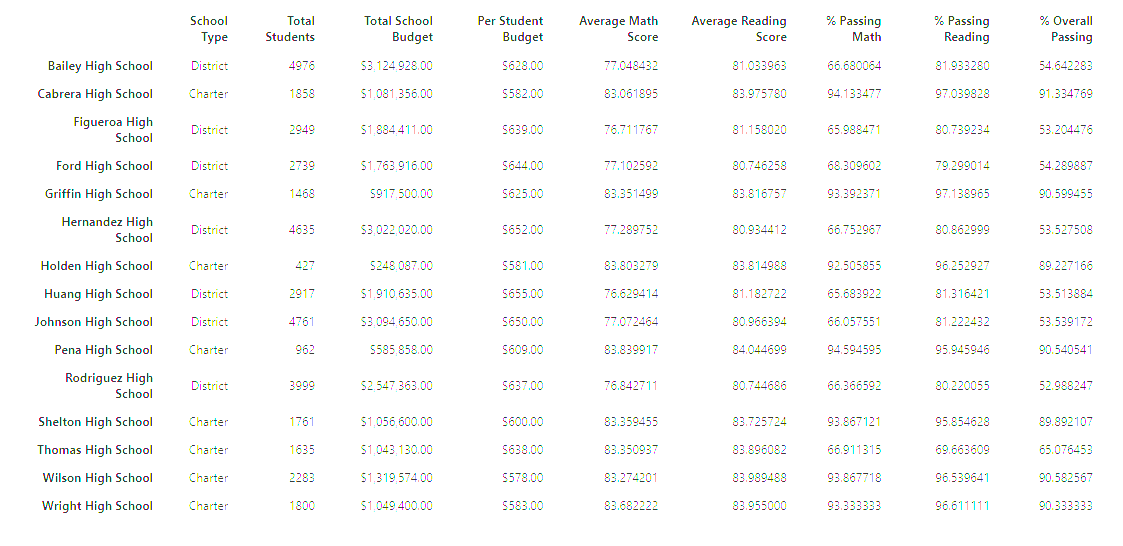 School Type Total Students Total School Budget Per Student Budget Average Math Score Average Reading Score % Passing Math % Passing Reading % Overall Passing
Bailey High School District 4976 $3,124,928.00 $628.00 77.048432 81.033963 66.680064 81.933280 54.642283
Cabrera High School Charter 1858 $1,081,356.00 $582.00 83.061895 83.975780 94.133477 97.039828 91.334769
Figueroa High School District 2949 $1,884,411.00 $639.00 76.711767 81.158020 65.988471 80.739234 53.204476
Ford High School District 2739 $1,763,916.00 $644.00 77.102592 80.746258 68.309602 79.299014 54.289887
Griffin High School Charter 1468 $917,500.00 $625.00 83.351499 83.816757 93.392371 97.138965 90.599455
Hernandez High School District 4635 $3,022,020.00 $652.00 77.289752 80.934412 66.752967 80.862999 53.527508
Holden High School Charter 427 $248,087.00 $581.00 83.803279 83.814988 92.505855 96.252927 89.227166
Huang High School District 2917 $1,910,635.00 $655.00 76.629414 81.182722 65.683922 81.316421 53.513884
Johnson High School District 4761 $3,094,650.00 $650.00 77.072464 80.966394 66.057551 81.222432 53.539172
Pena High School Charter 962 $585,858.00 $609.00 83.839917 84.044699 94.594595 95.945946 90.540541
Rodriguez High School District 3999 $2,547,363.00 $637.00 76.842711 80.744686 66.366592 80.220055 52.988247
Shelton High School Charter 1761 $1,056,600.00 $600.00 83.359455 83.725724 93.867121 95.854628 89.892107
Thomas High School Charter 1635 $1,043,130.00 $638.00 83.350937 83.896082 66.911315 69.663609 65.076453
Wilson High School Charter 2283 $1,319,574.00 $578.00 83.274201 83.989488 93.867718 96.539641 90.582567
Wright High School Charter 1800 $1,049,400.00 $583.00 83.682222 83.955000 93.333333 96.611111 90.333333